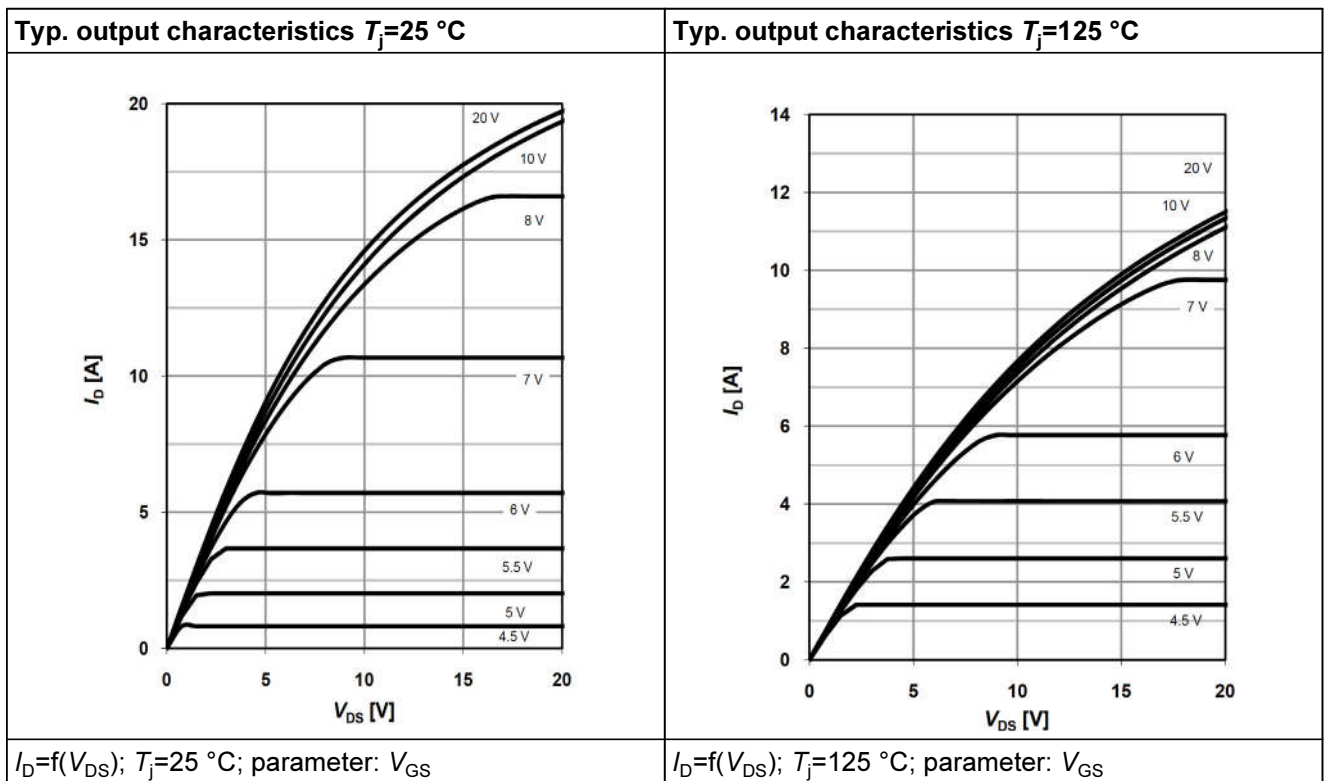 Typ. output characteristics Tj=25 °C
20
15
10
5
0
0 5 10 15 20
ID [A]
VDS [V]
20 V
10 V
8 V
7 V
6 V
5.5 V
5 V
4.5 V
ID=f(VDS); Tj=25 °C; parameter: VGS
Typ. output characteristics Tj=125 °C
14
12
10
8
6
4
2
0
0 5 10 15 20
ID [A]
VDS [V]
20 V
10 V
8 V
7 V
6 V
5.5 V
5 V
4.5 V
ID=f(VDS); Tj=125 °C; parameter: VGS